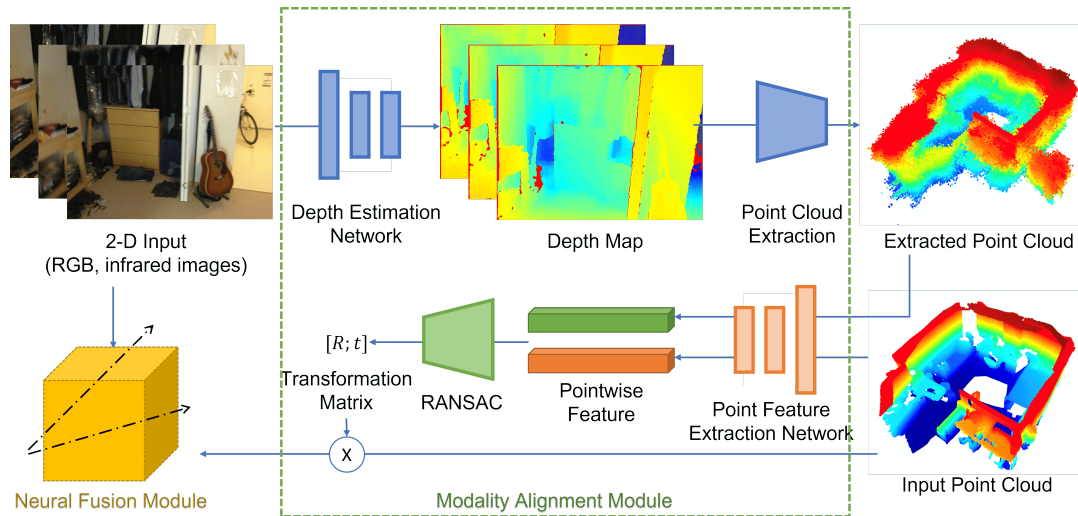 Depth Estimation
Network
Depth Map
Point Cloud
Extraction
Extracted Point Cloud
2-D Input
(RGB, infrared images)
[R; t]
Transformation
Matrix
RANSAC
Pointwise
Feature
Point Feature
Extraction Network
X
Input Point Cloud
Neural Fusion Module
Modality Alignment Module